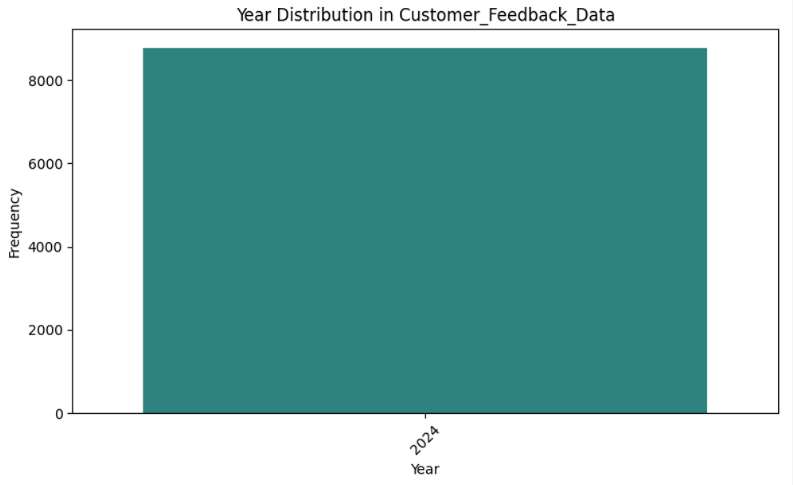 Year Distribution in Customer_Feedback_Data
8000
6000
4000
2000
0
Frequency
2024
Year